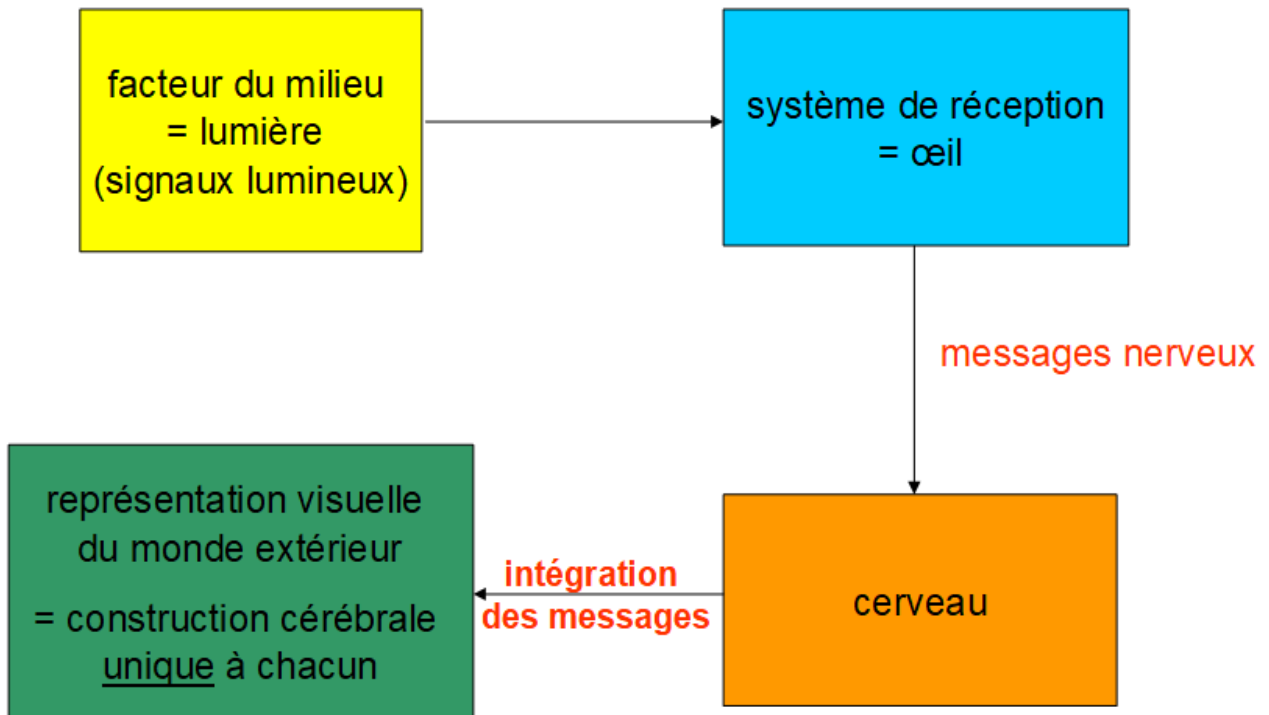 facteur du milieu
= lumière
(signaux lumineux)
système de réception
= œil
messages nerveux
cerveau
intégration
des messages
représentation visuelle
du monde extérieur
= construction cérébrale
unique à chacun